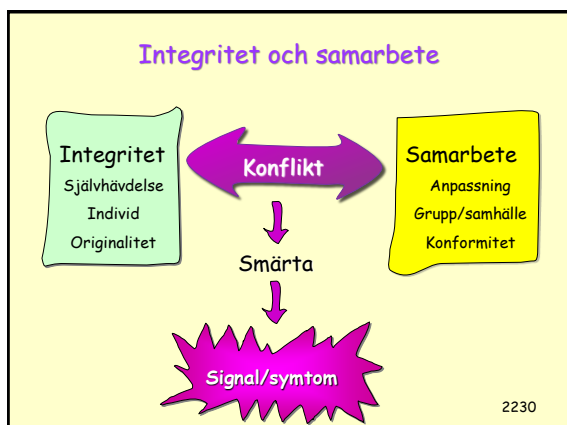 Integritet och samarbete
Integritet
Självhävdelse
Individ
Originalitet
Konflikt
Samarbete
Anpassning
Grupp/samhälle
Konformitet
Smärta
Signal/symtom
2230